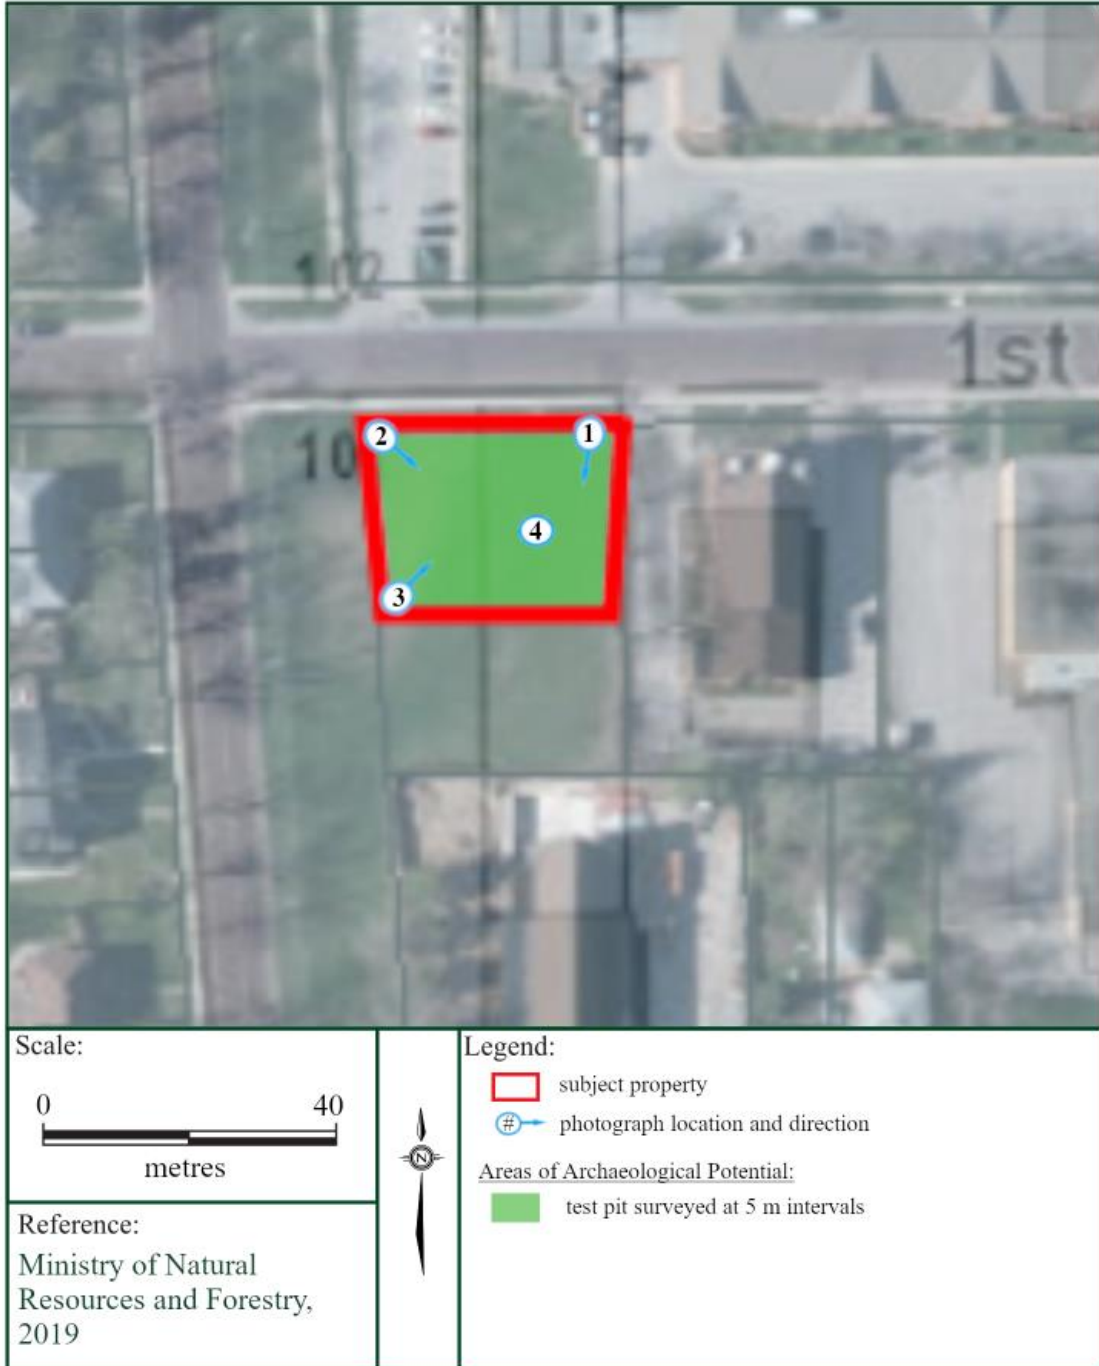 102
10
1st
2
1
4
3
Scale:
0 40
metres
Reference:
Ministry of Natural
Resources and Forestry,
2019
N
Legend:
subject property
# photograph location and direction
Areas of Archaeological Potential:
test pit surveyed at 5 m intervals